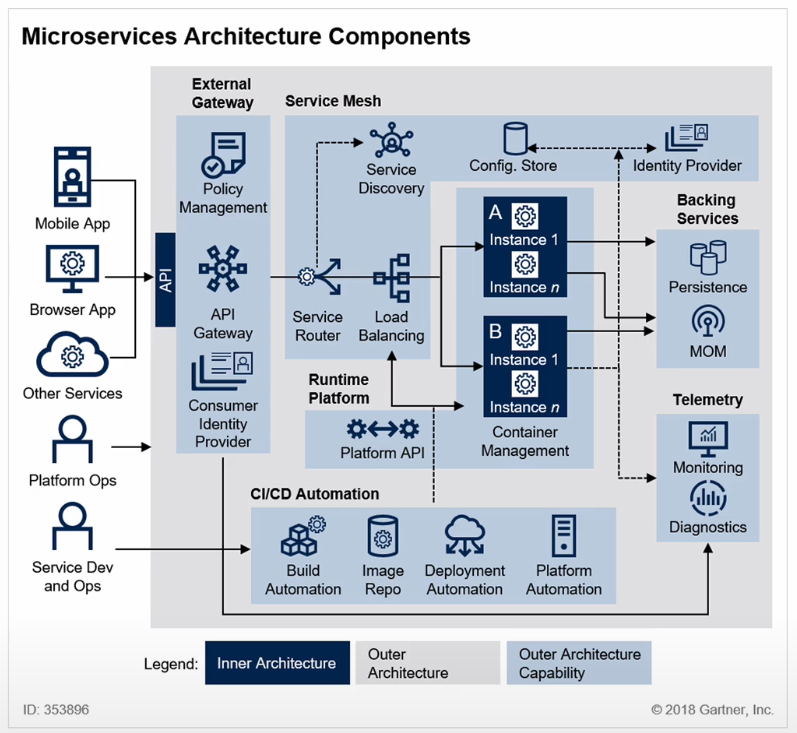 Microservices Architecture Components
External
Gateway
Service Mesh
Policy
Management
Service
Discovery
Config. Store
Identity Provider
Mobile App
Backing
Services
A
Instance 1
Instance n
Persistence
MOM
API
Browser App
API
Gateway
Service
Router
Load
Balancing
B
Instance 1
Instance n
Other Services
Consumer
Identity
Provider
Runtime
Platform
Platform API
Container
Management
Telemetry
Monitoring
Diagnostics
Platform Ops
CI/CD Automation
Build
Automation
Image
Repo
Deployment
Automation
Platform
Automation
Service Dev
and Ops
Legend:
Inner Architecture
Outer
Architecture
Outer Architecture
Capability
ID: 353896
© 2018 Gartner, Inc.